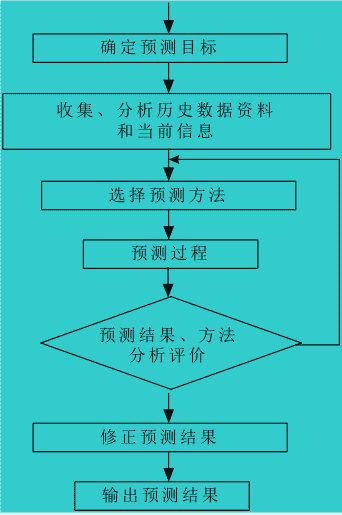 确定预测目标
收集、分析历史数据资料
和当前信息
选择预测方法
预测过程
预测结果、方法
分析评价
修正预测结果
输出预测结果